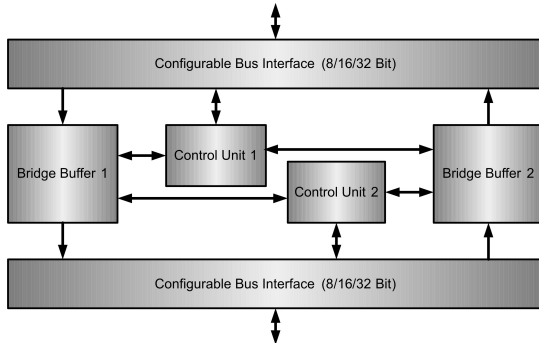 Configurable Bus Interface (8/16/32 Bit)
Bridge Buffer 1
Control Unit 1
Control Unit 2
Bridge Buffer 2
Configurable Bus Interface (8/16/32 Bit)